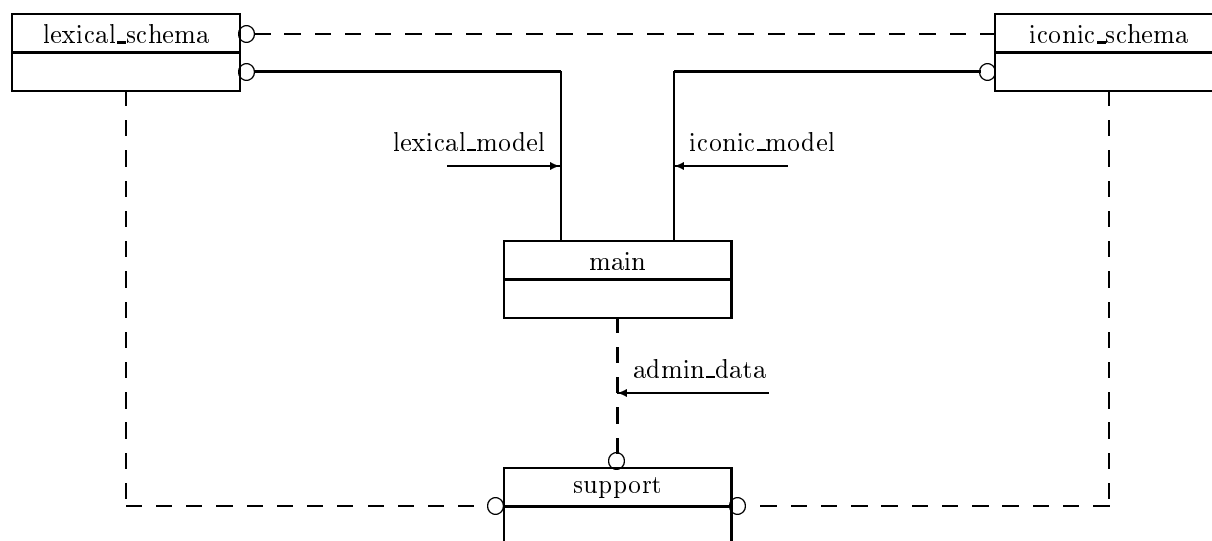 lexical_schema
iconic_schema
lexical_model
iconic_model
main
admin_data
support